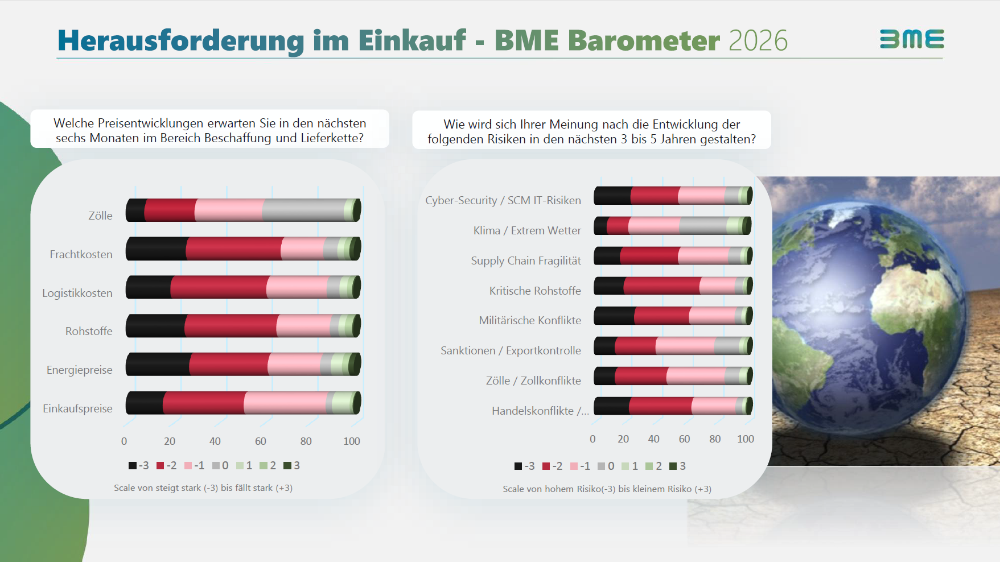 Herausforderung im Einkauf - BME Barometer 2026
BME
Welche Preisentwicklungen erwarten Sie in den nächsten
sechs Monaten im Bereich Beschaffung und Lieferkette?
Zölle
Frachtkosten
Logistikkosten
Rohstoffe
Energiepreise
Einkaufspreise
0 20 40 60 80 100
-3 -2 -1 0 1 2 3
Scale von steigt stark (-3) bis fällt stark (+3)
Wie wird sich Ihrer Meinung nach die Entwicklung der
folgenden Risiken in den nächsten 3 bis 5 Jahren gestalten?
Cyber-Security / SCM IT-Risiken
Klima / Extrem Wetter
Supply Chain Fragilität
Kritische Rohstoffe
Militärische Konflikte
Sanktionen / Exportkontrolle
Zölle / Zollkonflikte
Handelskonflikte /...
0 20 40 60 80 100
-3 -2 -1 0 1 2 3
Scale von hohem Risiko(-3) bis kleinem Risiko (+3)